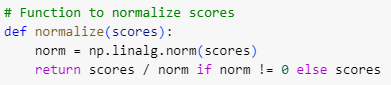 # Function to normalize scores
def normalize(scores):
    norm = np.linalg.norm(scores)
    return scores / norm if norm != 0 else scores